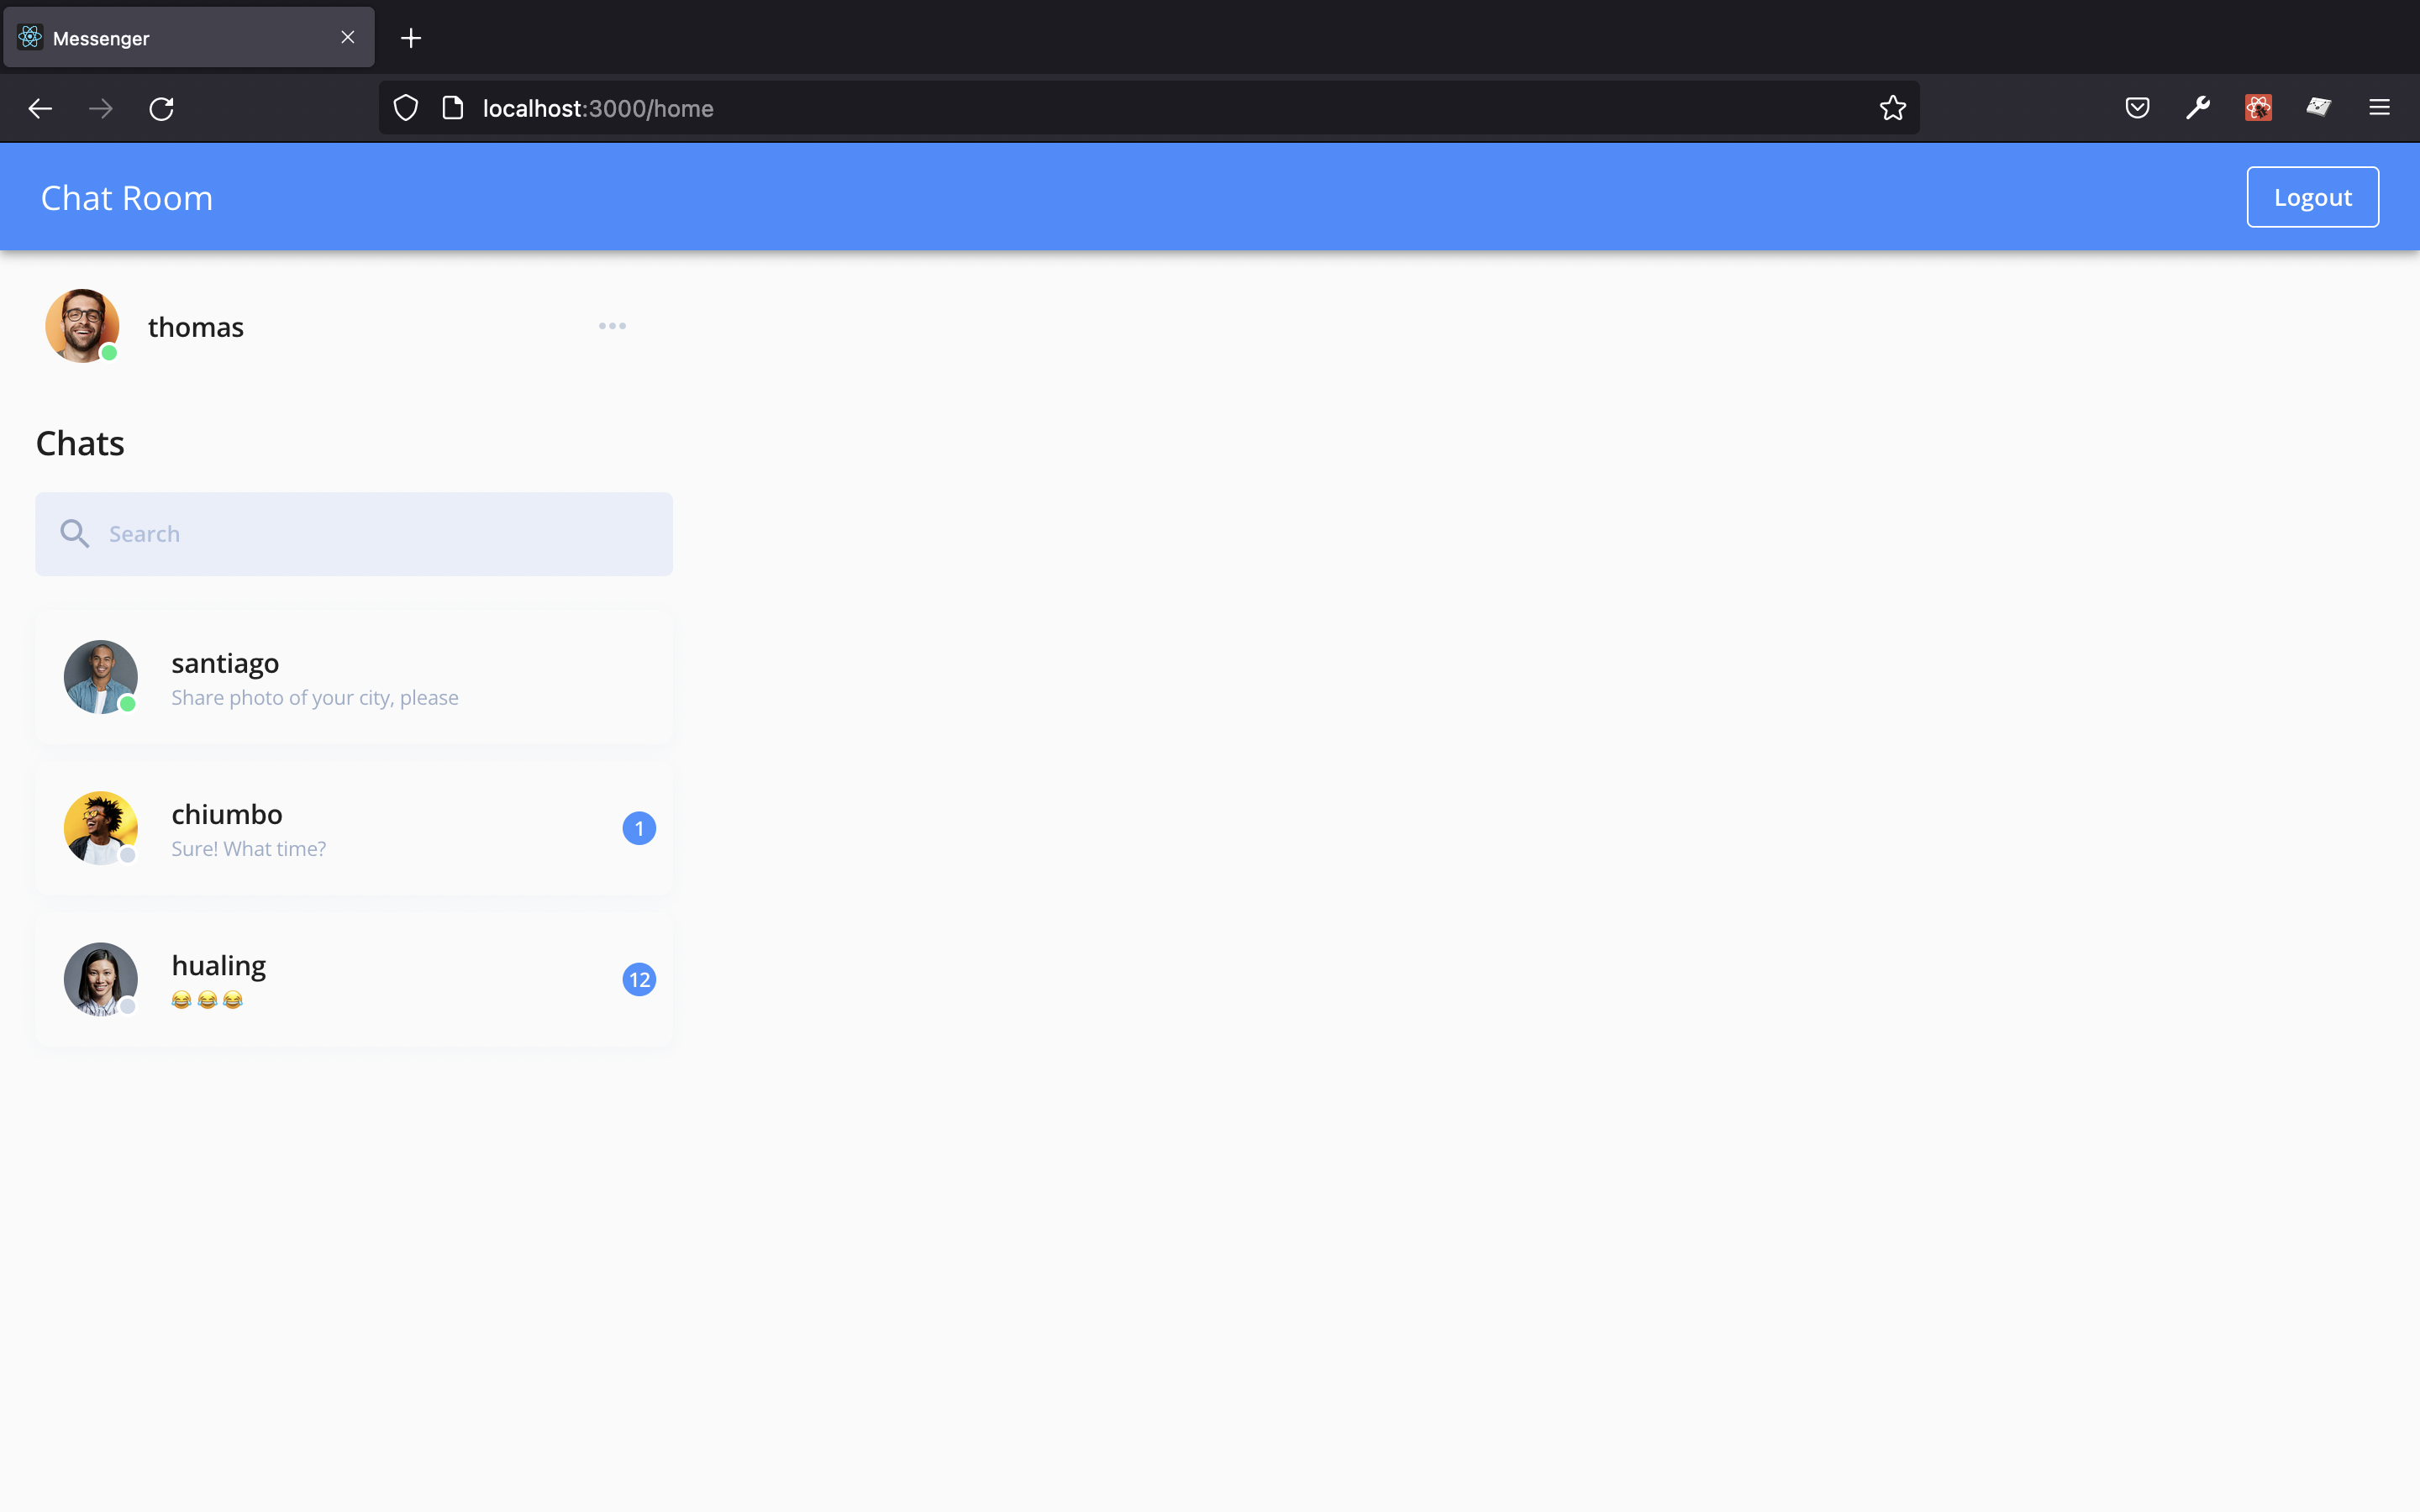 Messenger
localhost:3000/home
Chat Room
Logout
thomas
Chats
Search
santiago
Share photo of your city, please
chiumbo
Sure! What time?
1
hualing
😂 😂 😂
12